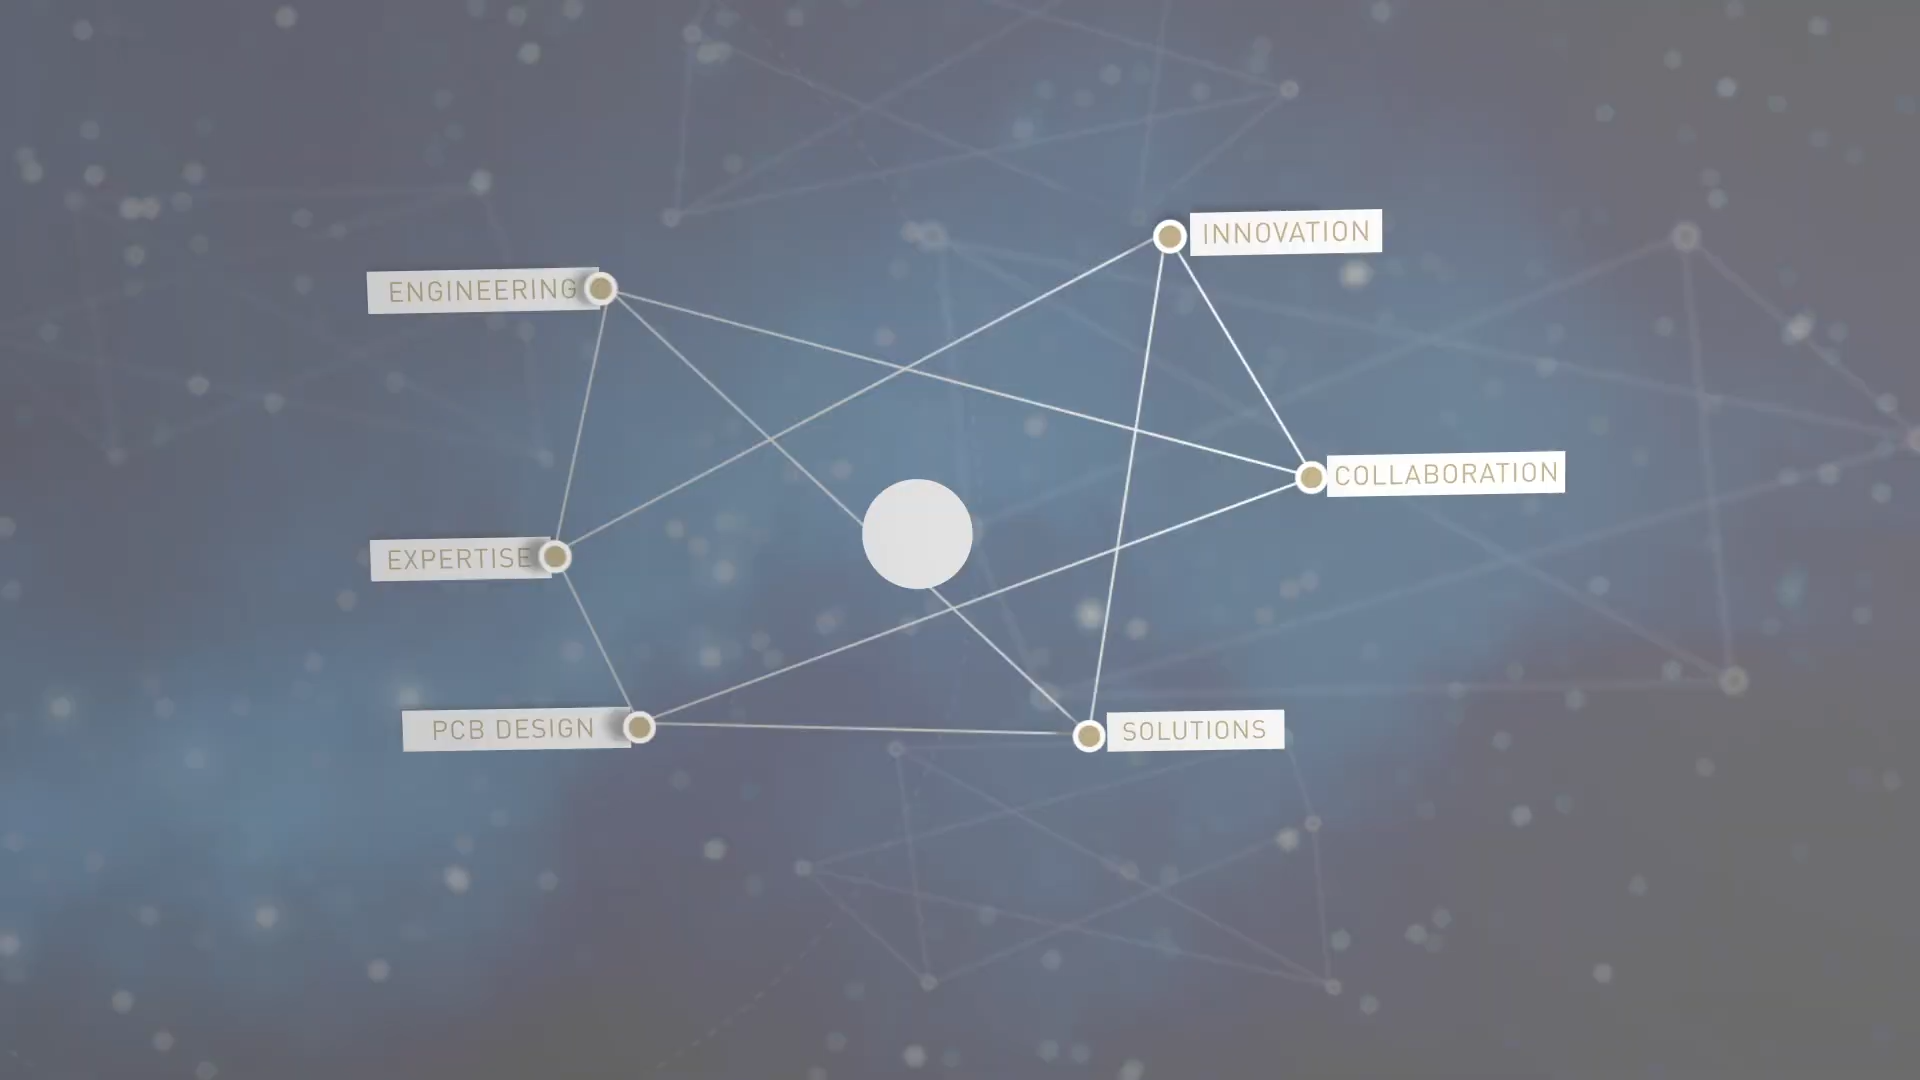 INNOVATION
ENGINEERING
COLLABORATION
EXPERTISE
PCB DESIGN
SOLUTIONS